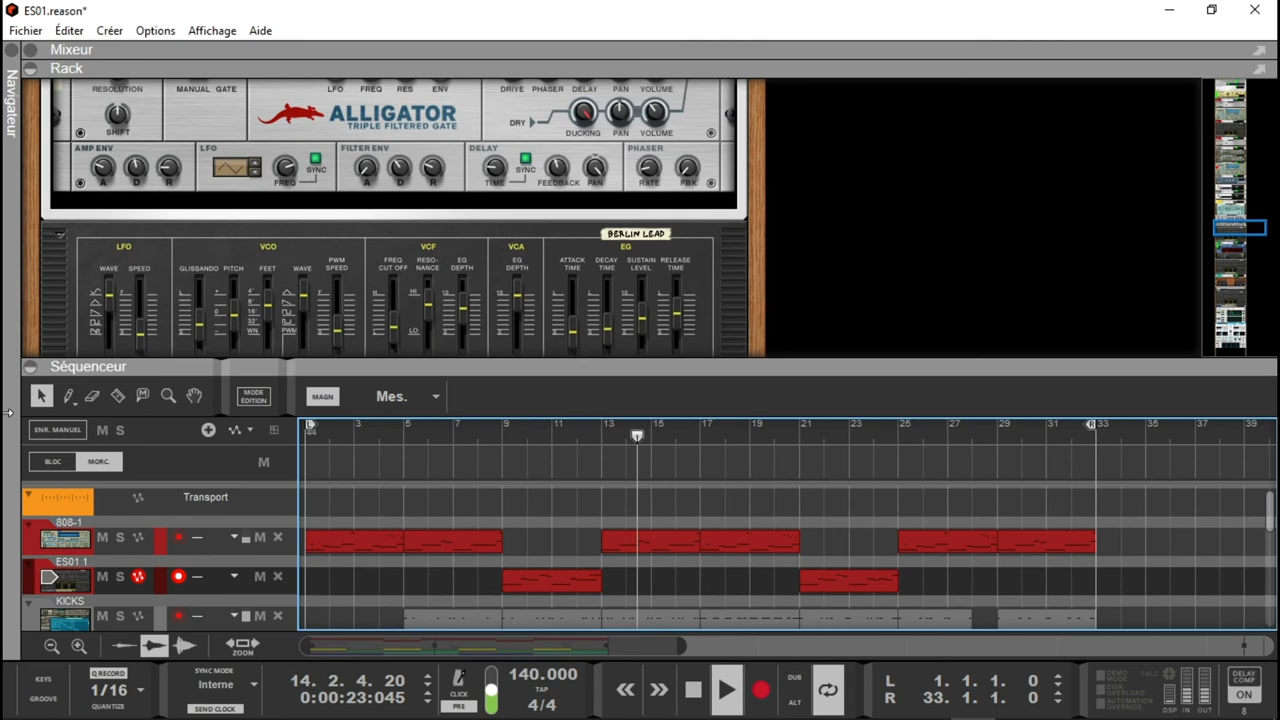 ES01.reason*
Fichier Éditer Créer Options Affichage Aide
Mixeur
Rack
Navigateur
RESOLUTION MANUAL GATE LFO FREQ RES ENV DRIVE PHASER DELAY PAN VOLUME
SHIFT
ALLIGATOR
TRIPLE FILTERED GATE
DRY
DUCKING PAN VOLUME
AMP ENV LFO FILTER ENV DELAY PHASER
SYNC SYNC
A D R FREQ A D R TIME FEEDBACK PAN RATE FBK
BERLIN LEAD
LFO VCO VCF VCA EG
WAVE SPEED GLISSANDO PITCH FEET WAVE PWM SPEED FREQ CUT OFF RESO- NANCE EG DEPTH EG DEPTH ATTACK TIME DECAY TIME SUSTAIN LEVEL RELEASE TIME
Séquenceur
MODE ÉDITION MAGN Mes.
ENR. MANUEL M S
L 3 5 7 9 11 13 15 17 19 21 23 25 27 29 31 R 33 35 37 39
BLOC MORC. M
Transport
808-1
M S M
ES01 1
M S M
KICKS
M S M
ZOOM
KEYS
GROOVE
Q RECORD
1/16
QUANTIZE
SYNC MODE
Interne
SEND CLOCK
14. 2. 4. 20
0:00:23:045
CLICK
PRE
140.000
TAP
4/4
DUB
ALT
L 1. 1. 1. 0
R 33. 1. 1. 0
DEMO MODE
DISK OVERLOAD
AUTOMATION OVERRIDE
CALC
DSP IN OUT
DELAY COMP
ON
8